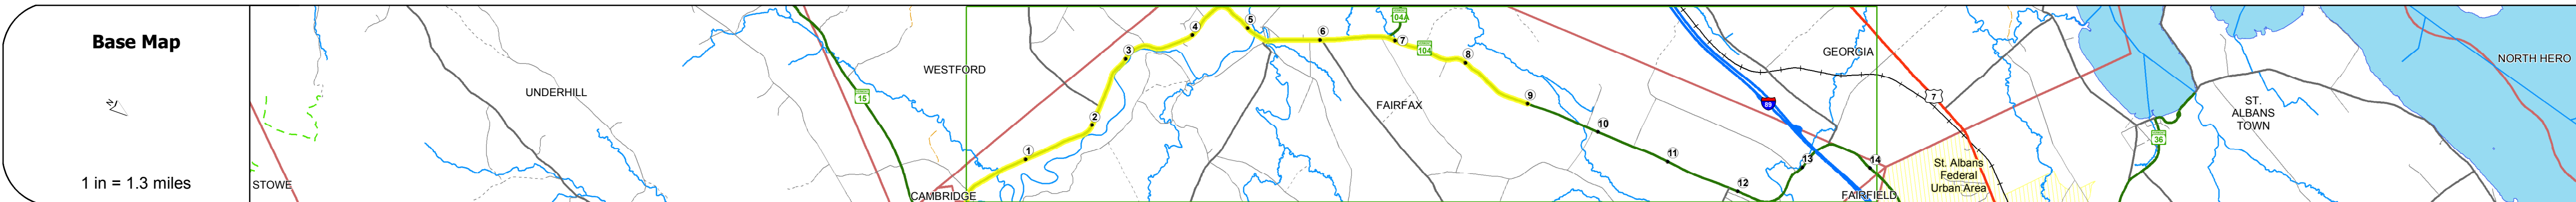 Base Map
N
1 in = 1.3 miles
STOWE
UNDERHILL
15
WESTFORD
CAMBRIDGE
1
2
3
4
5
6
104A
7
104
8
FAIRFAX
9
10
11
12
89
13
GEORGIA
14
FAIRFIELD
7
St. Albans
Federal
Urban Area
36
ST.
ALBANS
TOWN
NORTH HERO